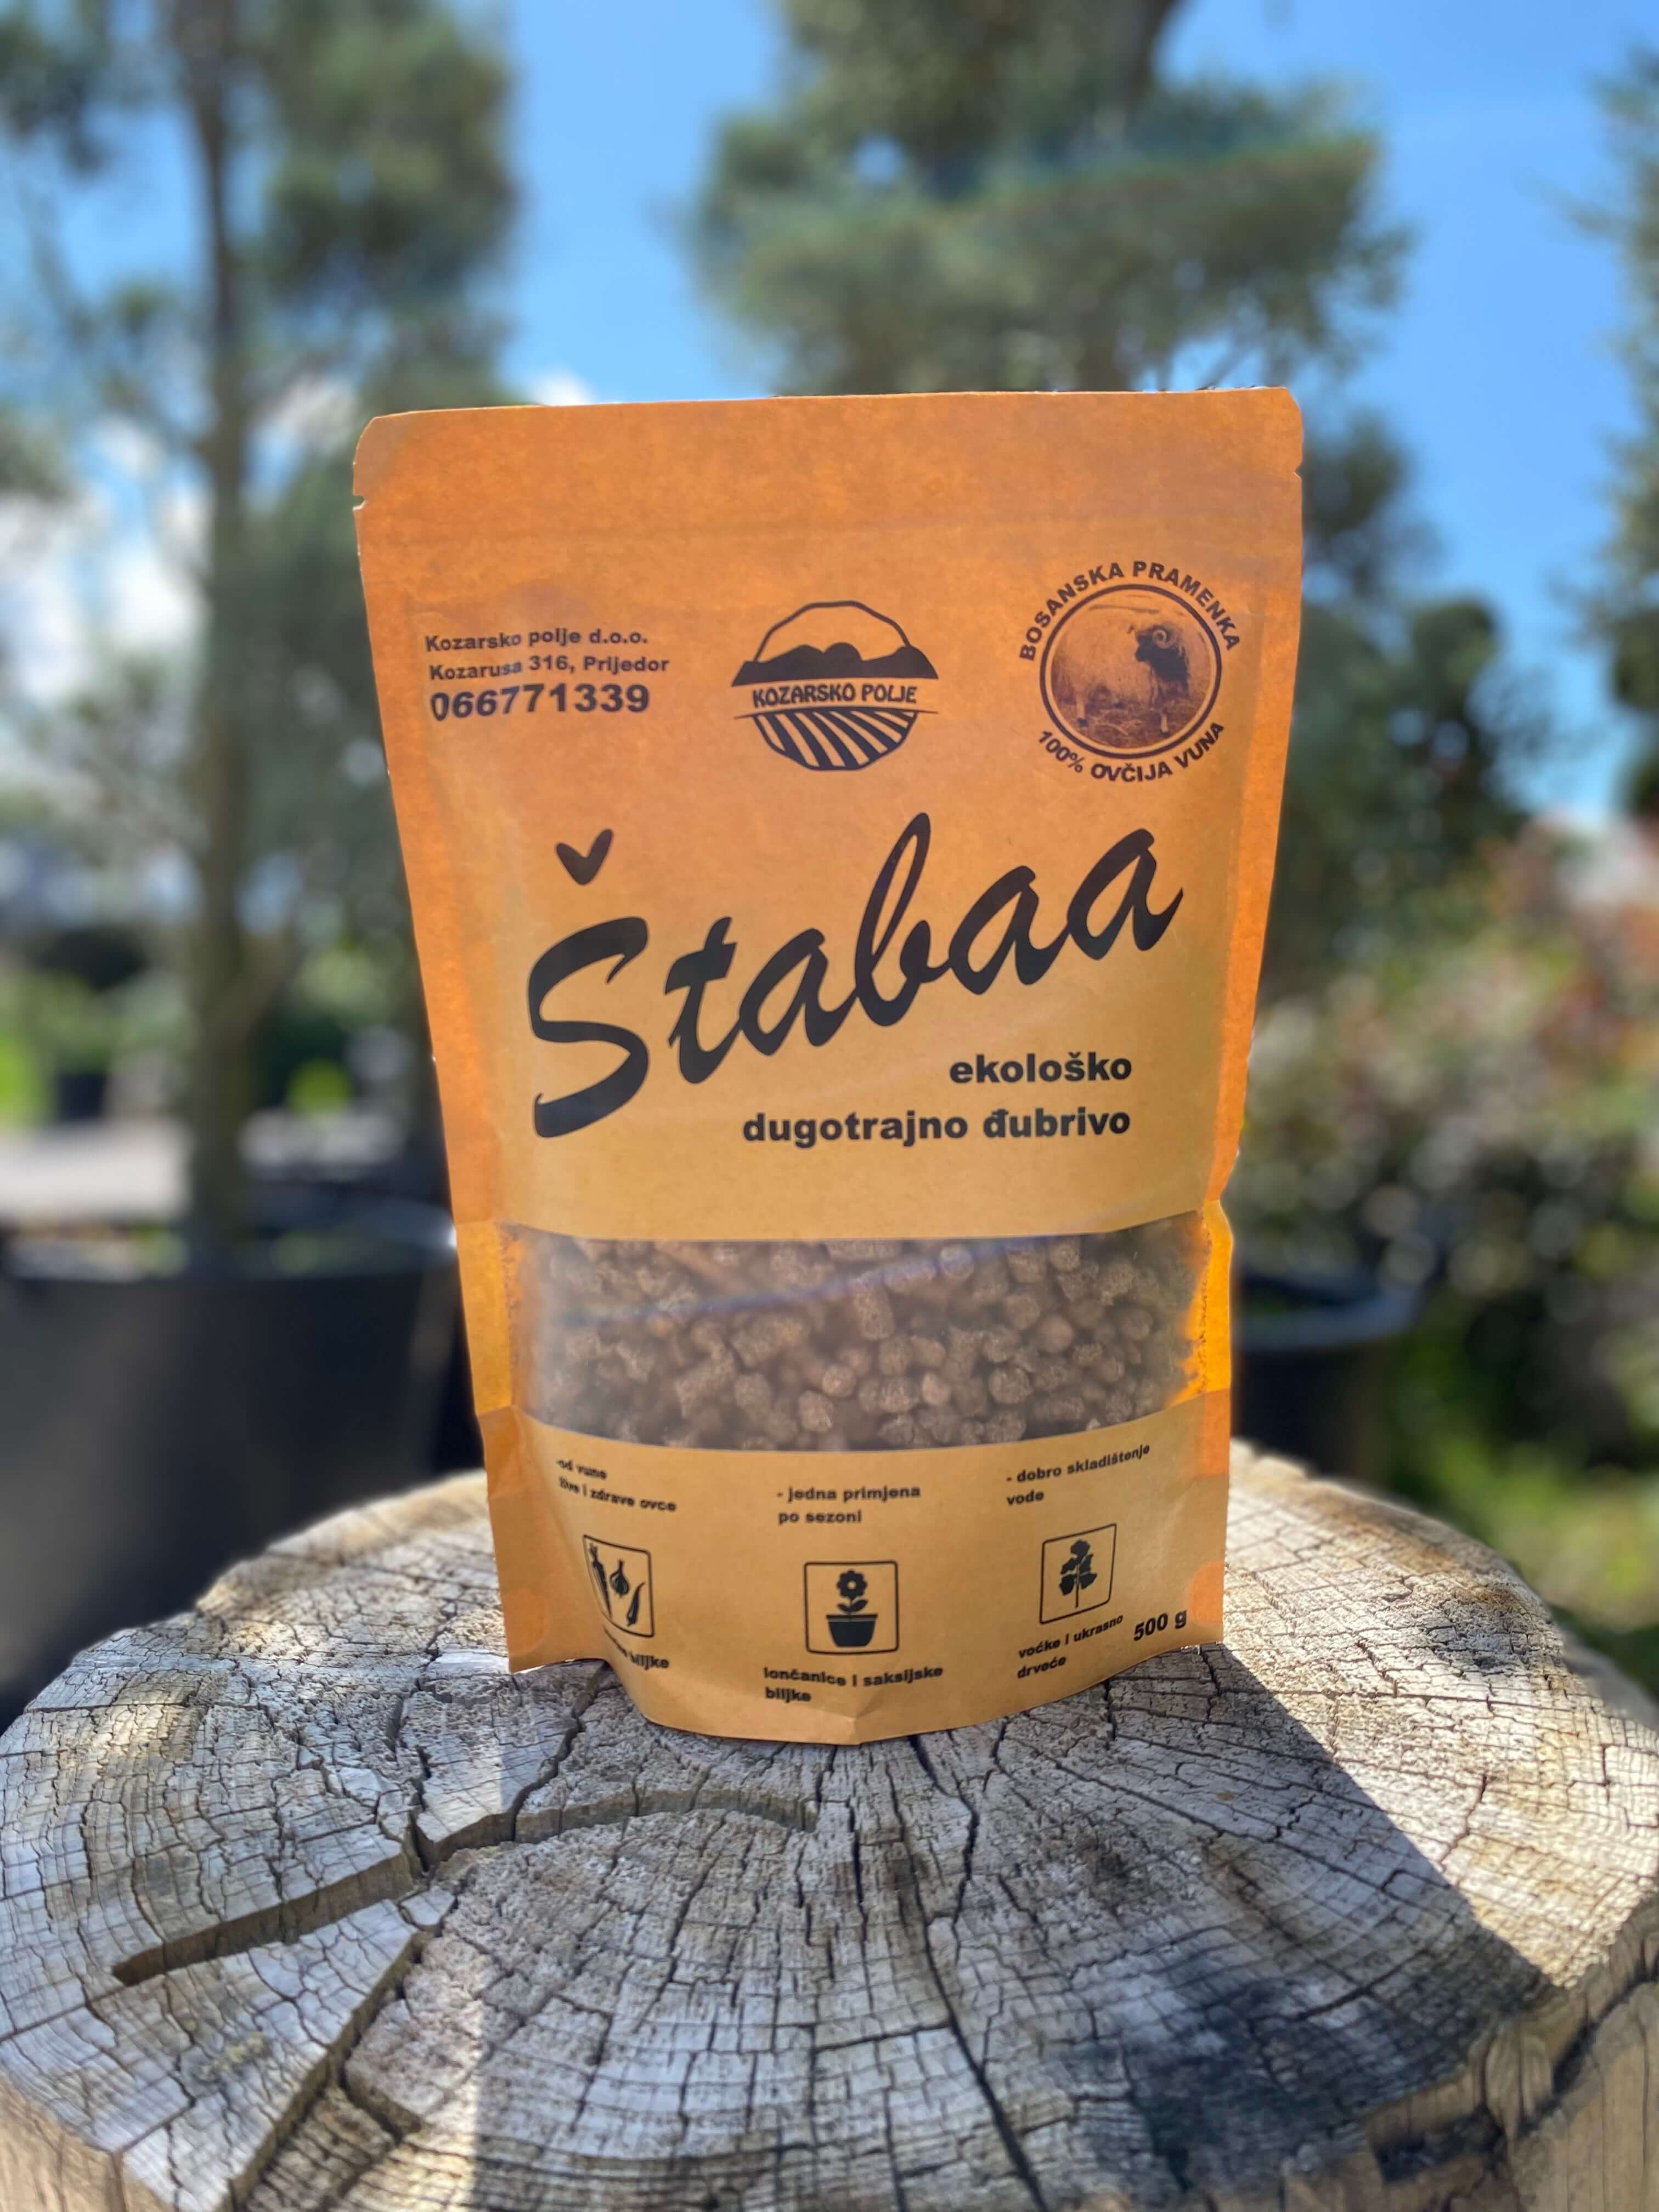 Kozarsko polje d.o.o.
Kozarusa 316, Prijedor
066771339
KOZARSKO POLJE
BOSANSKA PRAMENKA
100% OVČIJA VUNA
Štabaa
ekološko
dugotrajno đubrivo
-od vune
žive i zdrave ovce
- jedna primjena
po sezoni
- dobro skladištenje
vode
biljke
lončanice i saksijske
biljke
voćke i ukrasno
drveće
500 g